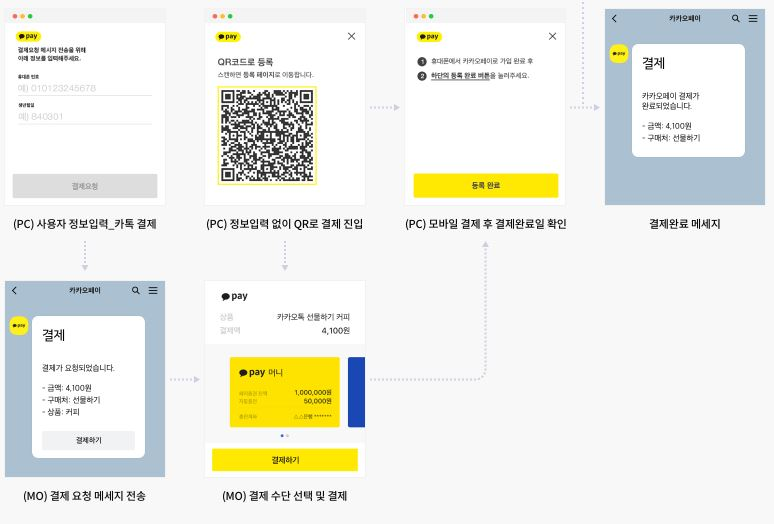 pay
결제요청 메시지 전송을 위해
아래 정보를 입력해주세요.
휴대폰 번호
예) 010123245678
생년월일
예) 840301
결제요청
(PC) 사용자 정보입력_카톡 결제
pay
QR코드로 등록
스캔하면 등록 페이지로 이동합니다.
(PC) 정보입력 없이 QR로 결제 진입
pay
1 휴대폰에서 카카오페이로 가입 완료 후
2 하단의 등록 완료 버튼을 눌러주세요.
등록 완료
(PC) 모바일 결제 후 결제완료일 확인
카카오페이
pay
결제
카카오페이 결제가
완료되었습니다.
- 금액: 4,100원
- 구매처: 선물하기
결제완료 메세지
카카오페이
pay
결제
결제가 요청되었습니다.
- 금액: 4,100원
- 구매처: 선물하기
- 상품: 커피
결제하기
(MO) 결제 요청 메세지 전송
pay
상품 카카오톡 선물하기 커피
결제액 4,100원
pay 머니
1,000,000원
자동충전 50,000원
충전계좌 스스은행 *******
결제하기
(MO) 결제 수단 선택 및 결제